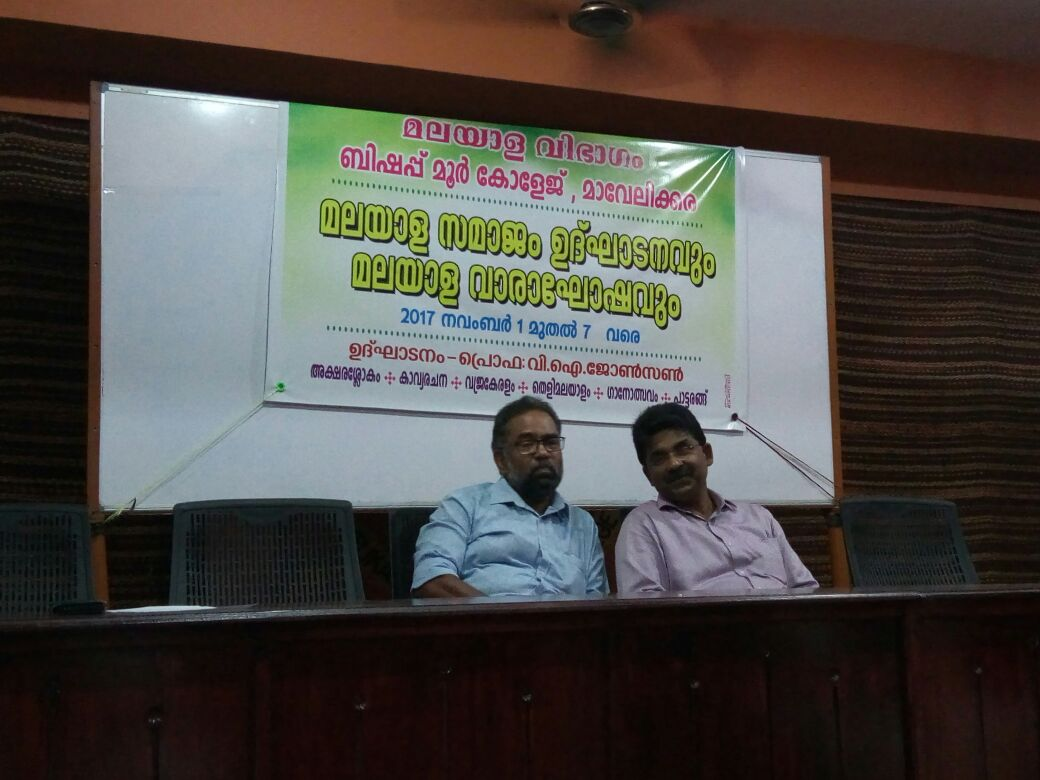 മലയാള വിഭാഗം
ബിഷപ്പ് മൂർ കോളേജ് , മാവേലിക്കര
മലയാള സമാജം ഉദ്ഘാടനവും
മലയാള വാരാഘോഷവും
2017 നവംബർ 1 മുതൽ 7 വരെ
ഉദ്ഘാടനം - പ്രൊഫ: വി.ഐ.ജോൺസൺ
അക്ഷരശ്ലോകം ✢ കാവ്യരചന ✢ വജ്രകേരളം ✢ തെളിമലയാളം ✢ ഗാനോത്സവം ✢ പാട്ടരങ്ങ്